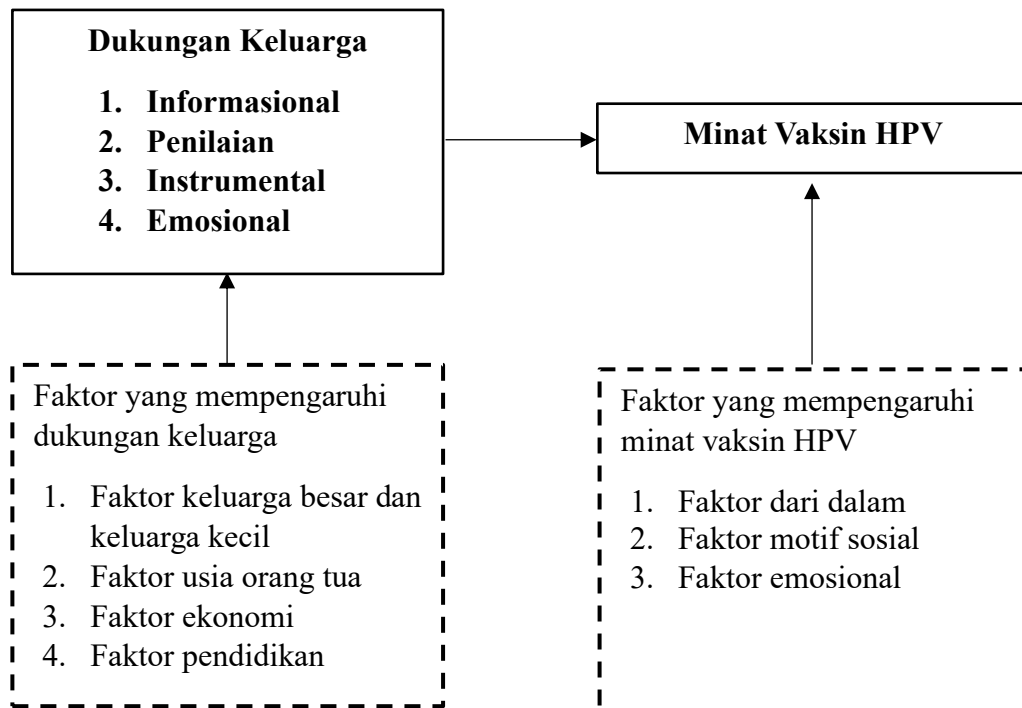 Dukungan Keluarga
1. Informasional
2. Penilaian
3. Instrumental
4. Emosional
Minat Vaksin HPV
Faktor yang mempengaruhi
dukungan keluarga
1. Faktor keluarga besar dan
keluarga kecil
2. Faktor usia orang tua
3. Faktor ekonomi
4. Faktor pendidikan
Faktor yang mempengaruhi
minat vaksin HPV
1. Faktor dari dalam
2. Faktor motif sosial
3. Faktor emosional